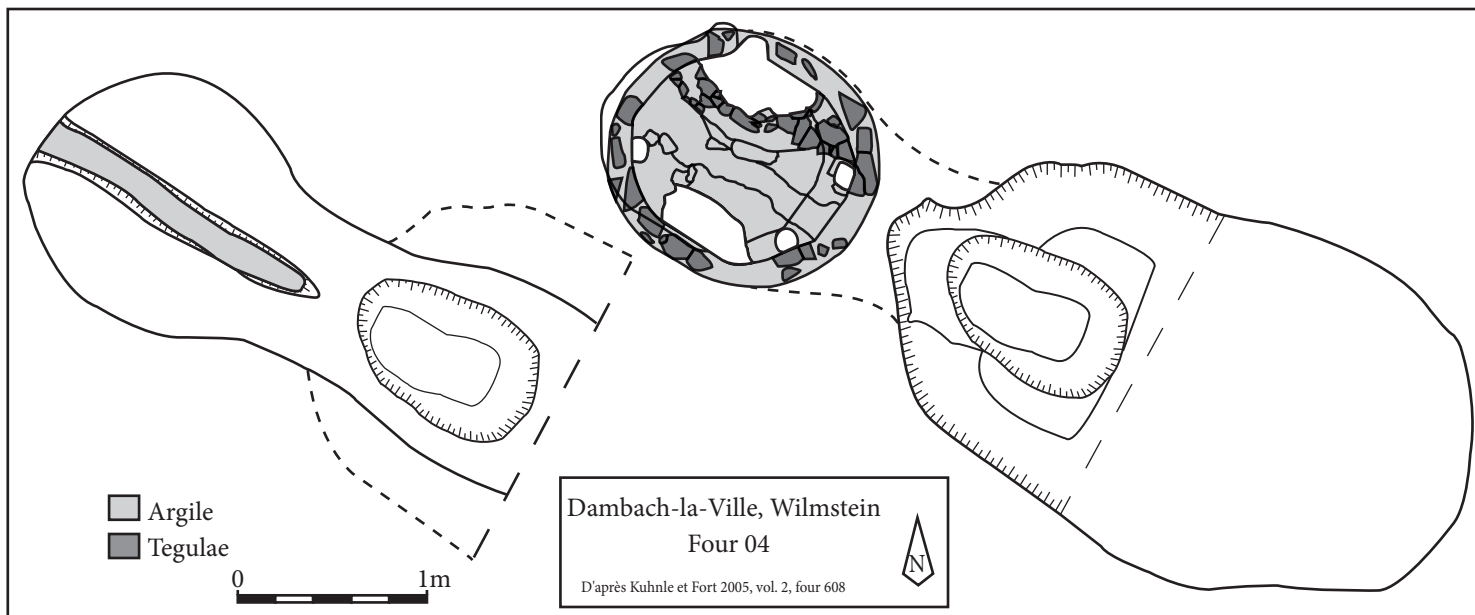 Argile
Tegulae
0 1m
Dambach-la-Ville, Wilmstein
Four 04
N
D'après Kuhnle et Fort 2005, vol. 2, four 608